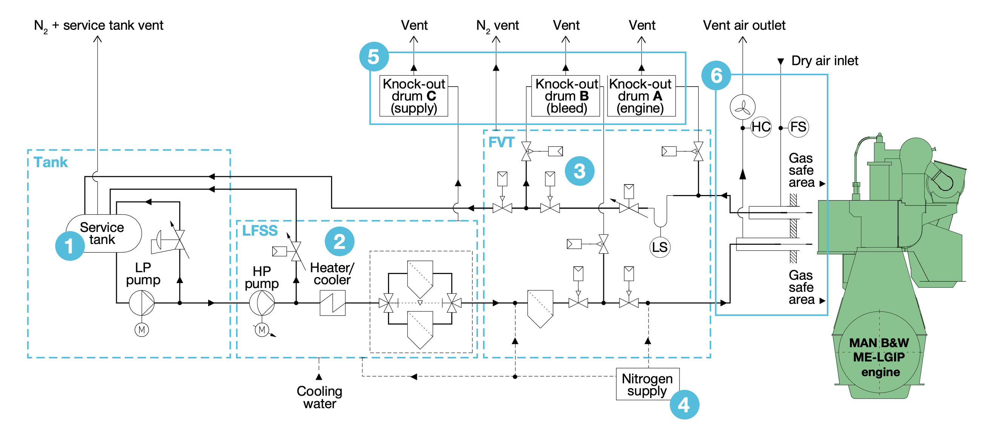 N2 + service tank vent
Vent
N2 vent
Vent
Vent
Vent air outlet
5
Dry air inlet
6
Knock-out
drum C
(supply)
Knock-out
drum B
(bleed)
Knock-out
drum A
(engine)
HC
FS
FVT
Tank
3
Gas
safe
area
LFSS
2
Service
tank
1
LS
LP
pump
HP
pump
Heater/
cooler
Gas
safe
area
M
M
MAN B&W
ME-LGIP
engine
Cooling
water
Nitrogen
supply
4